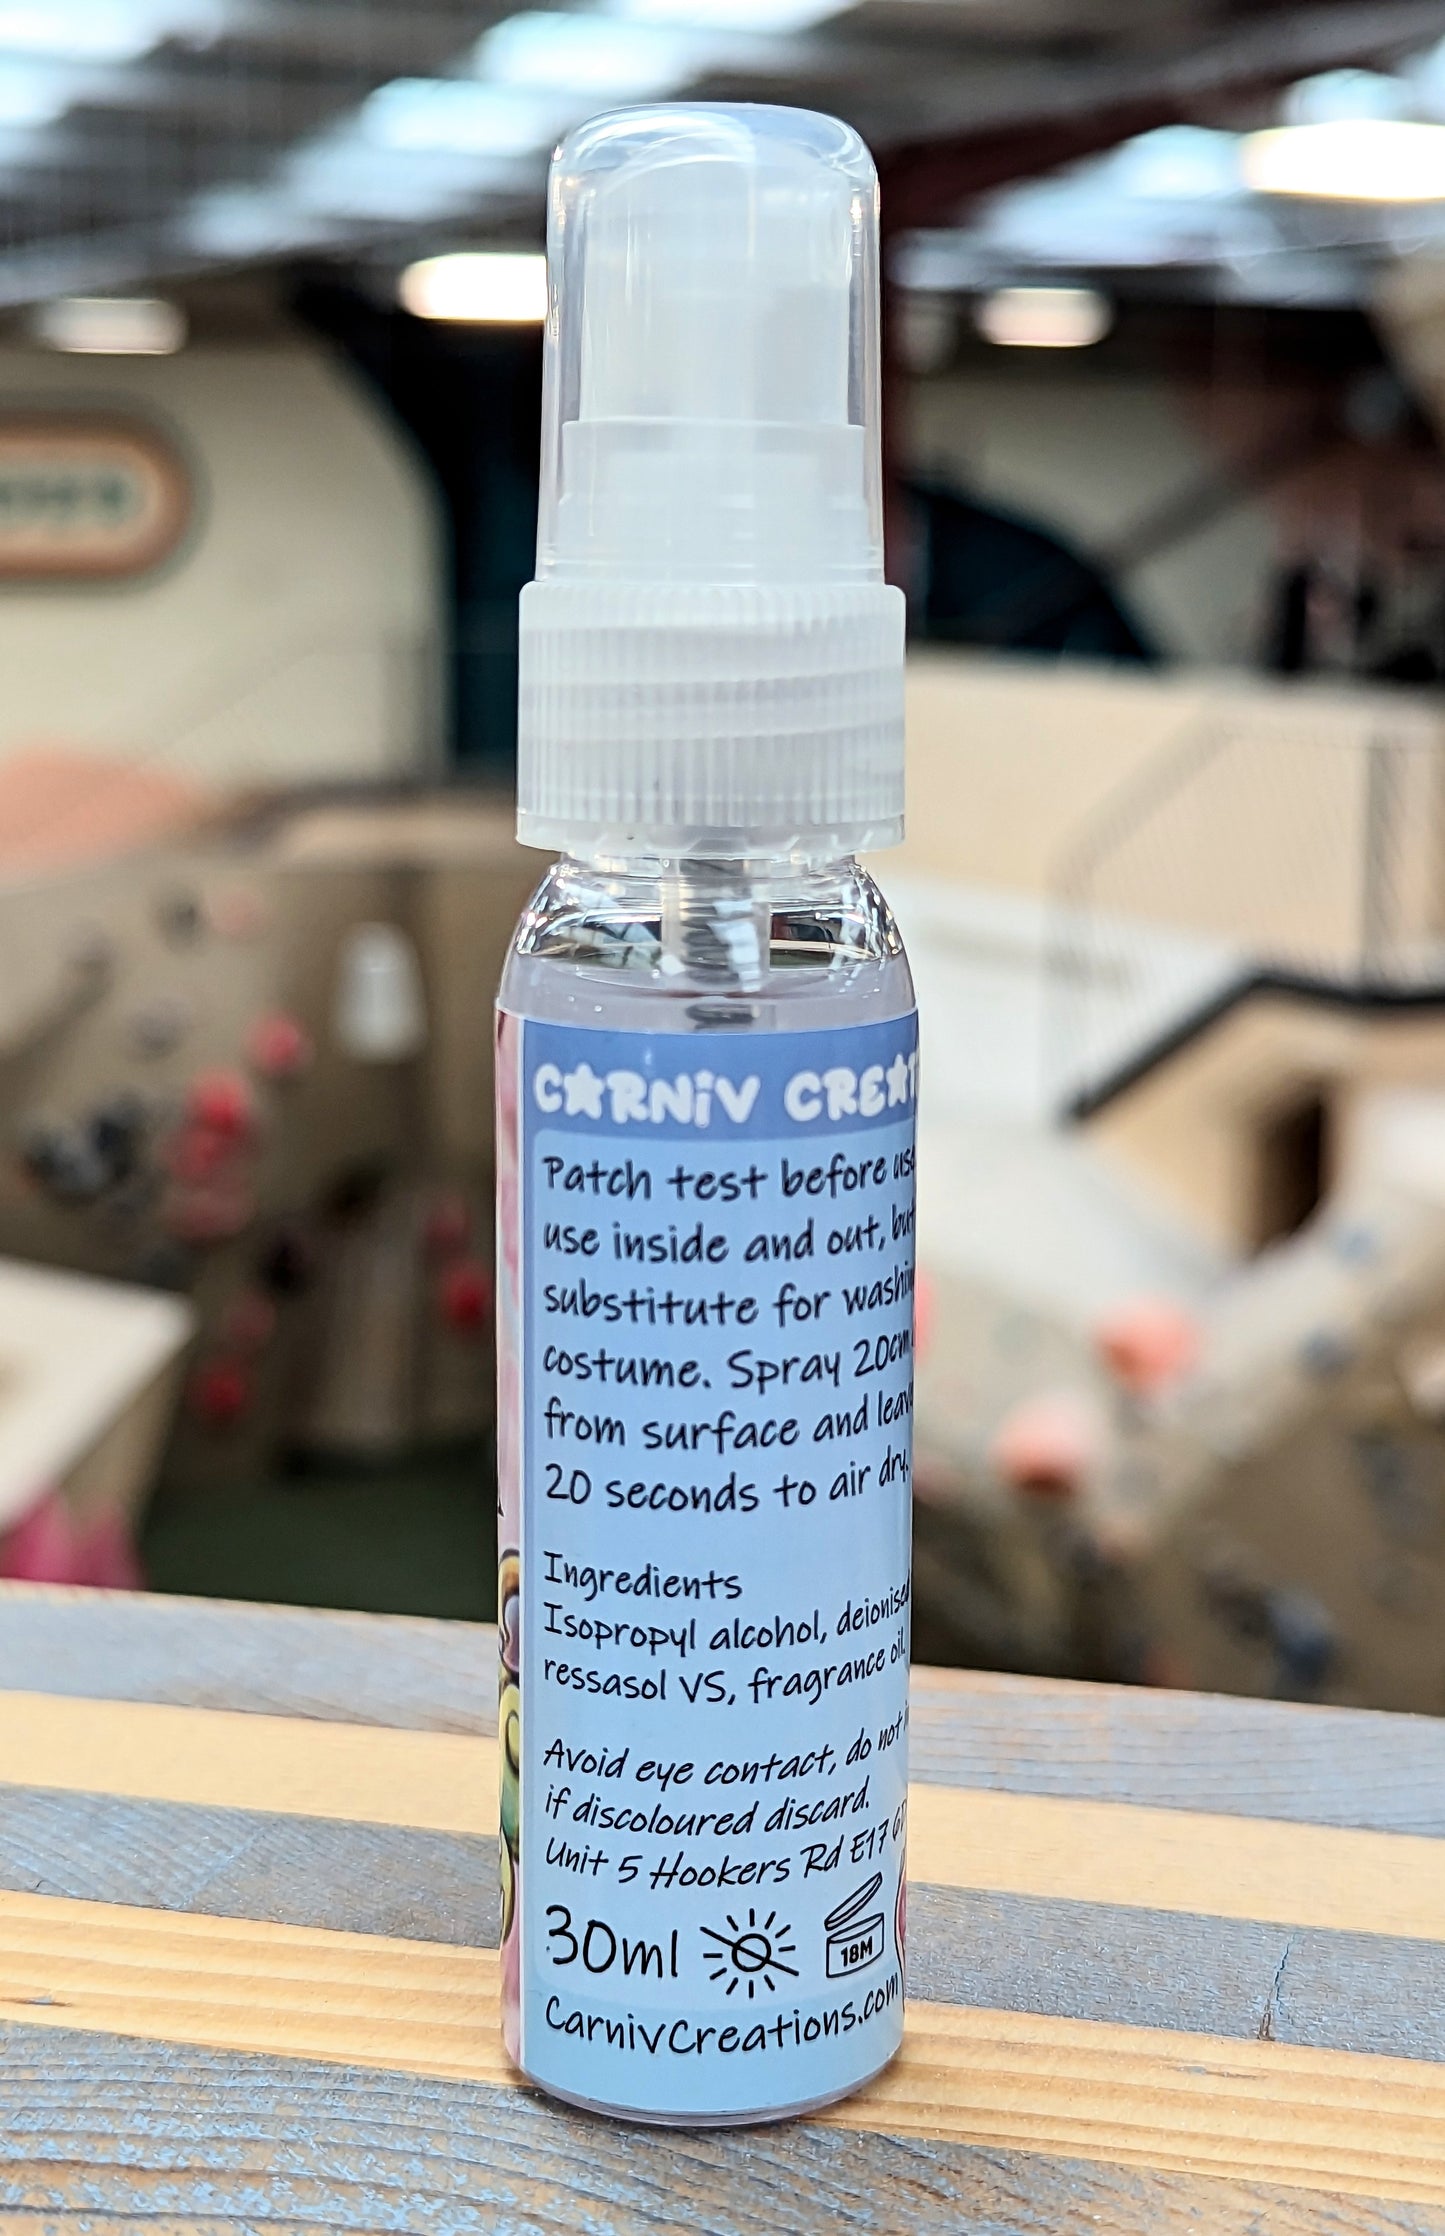 CARNiV CREAT
Patch test before use
use inside and out, but
substitute for washin
costume. Spray 20cm
from surface and leav
20 seconds to air dry.
Ingredients
Isopropyl alcohol, deionised
ressasol VS, fragrance oil
Avoid eye contact, do not
if discoloured discard.
Unit 5 Hookers Rd E17
30ml
18M
CarnivCreations.com